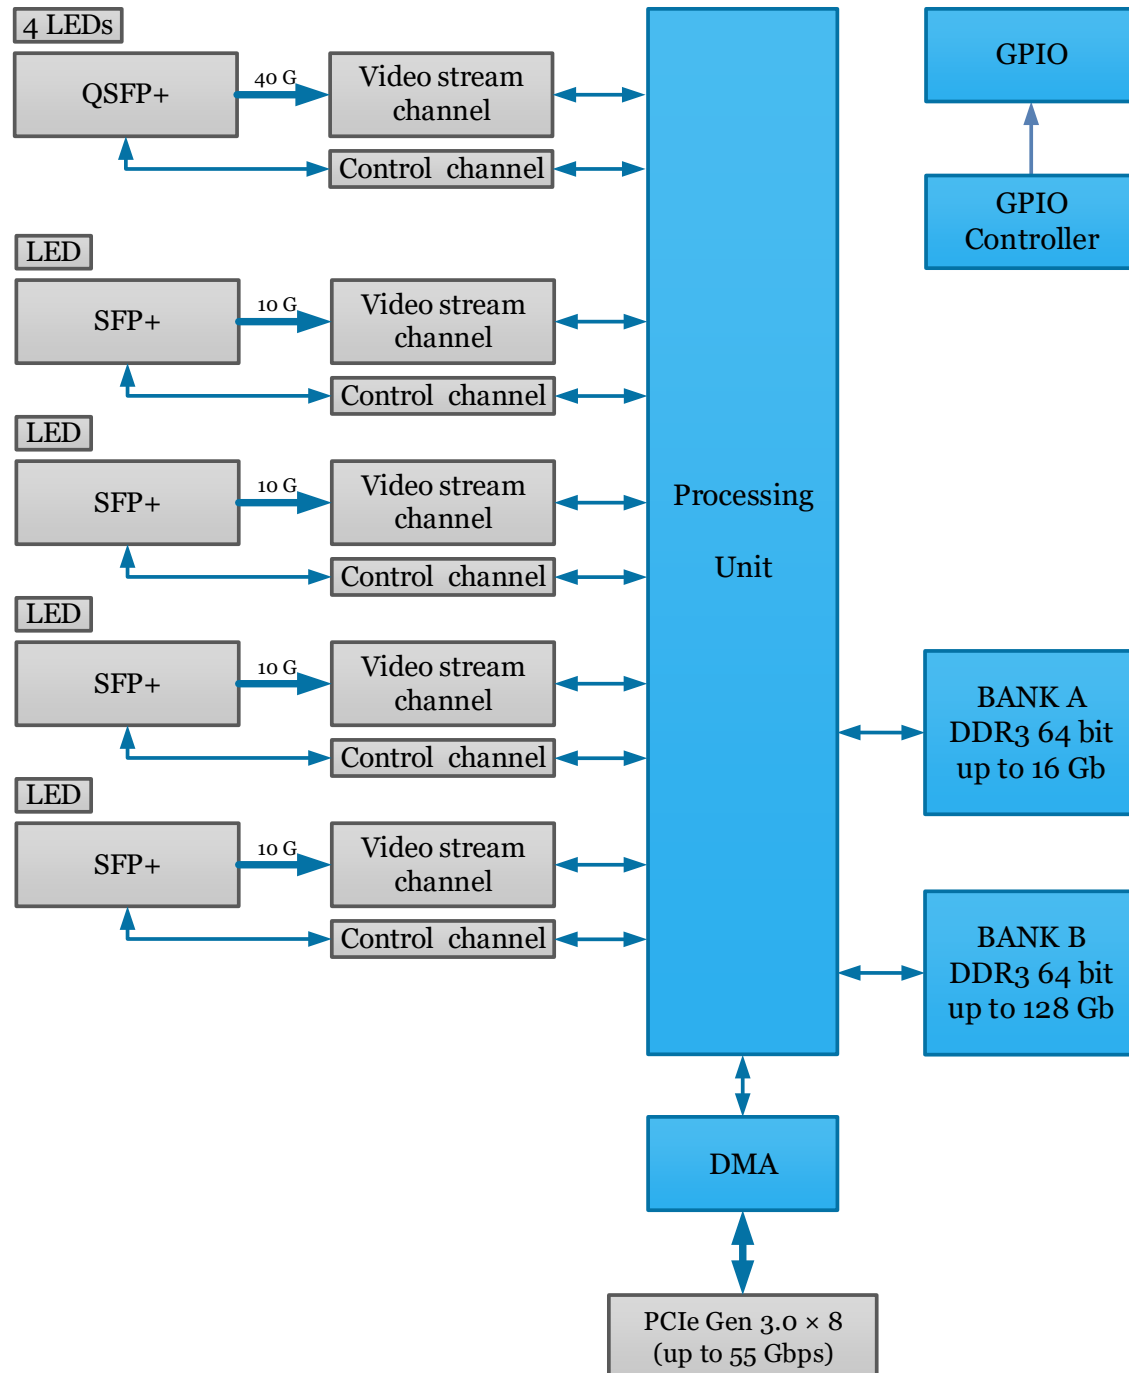 4 LEDs
QSFP+
40 G
Video stream
channel
Control channel
LED
SFP+
10 G
Video stream
channel
Control channel
LED
SFP+
10 G
Video stream
channel
Control channel
LED
SFP+
10 G
Video stream
channel
Control channel
LED
SFP+
10 G
Video stream
channel
Control channel
Processing
Unit
GPIO
GPIO
Controller
BANK A
DDR3 64 bit
up to 16 Gb
BANK B
DDR3 64 bit
up to 128 Gb
DMA
PCIe Gen 3.0 × 8
(up to 55 Gbps)